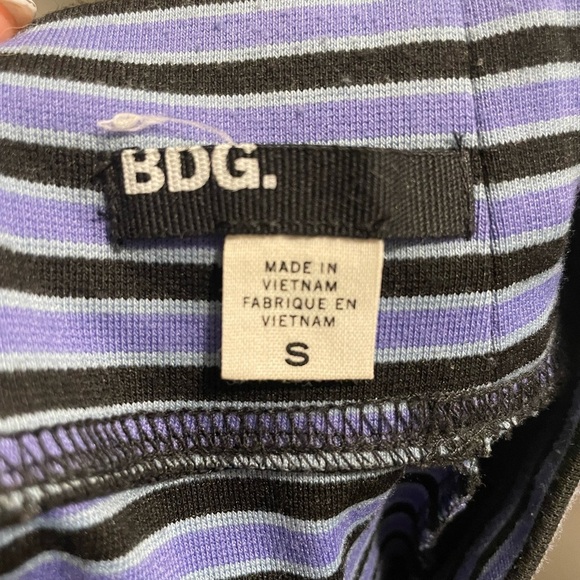 BDG.
MADE IN
VIETNAM
FABRIQUE EN
VIETNAM
S